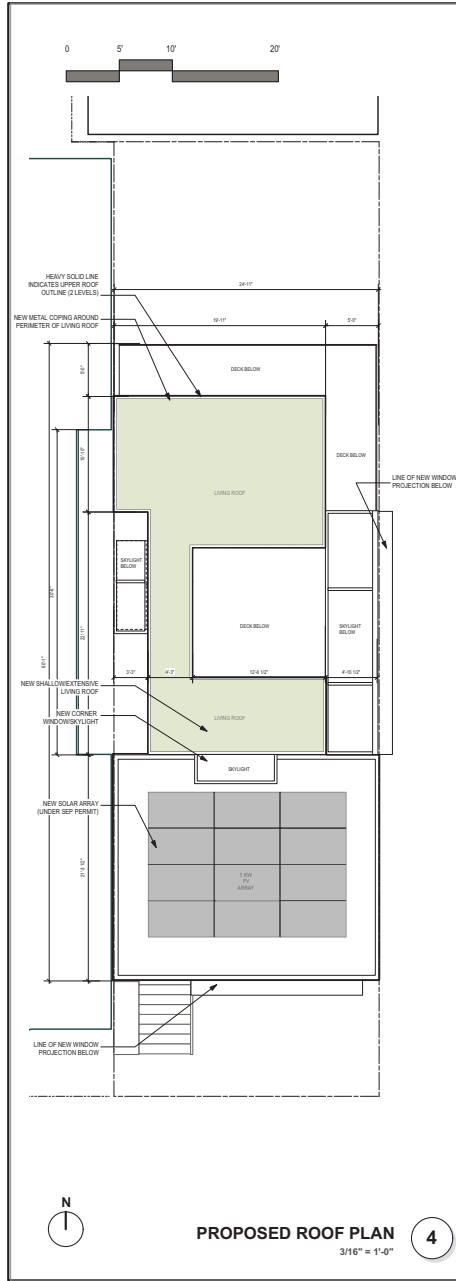 0 5' 10' 20'
HEAVY SOLID LINE
INDICATES UPPER ROOF
OUTLINE (2 LEVELS)
24'-11"
NEW METAL COPING AROUND
PERIMETER OF LIVING ROOF
19'-11"
5'-0"
DECK BELOW
DECK BELOW
LINE OF NEW WINDOW
PROJECTION BELOW
LIVING ROOF
SKYLIGHT
BELOW
DECK BELOW
SKYLIGHT
BELOW
22'-11"
3'-3"
4'-3"
12'-6 1/2"
4'-10 1/2"
NEW SHALLOW/EXTENSIVE
LIVING ROOF
LIVING ROOF
NEW CORNER
WINDOW/SKYLIGHT
SKYLIGHT
NEW SOLAR ARRAY
(UNDER SEP PERMIT)
PV
ARRAY
LINE OF NEW WINDOW
PROJECTION BELOW
N
PROPOSED ROOF PLAN
4
3/16" = 1'-0"